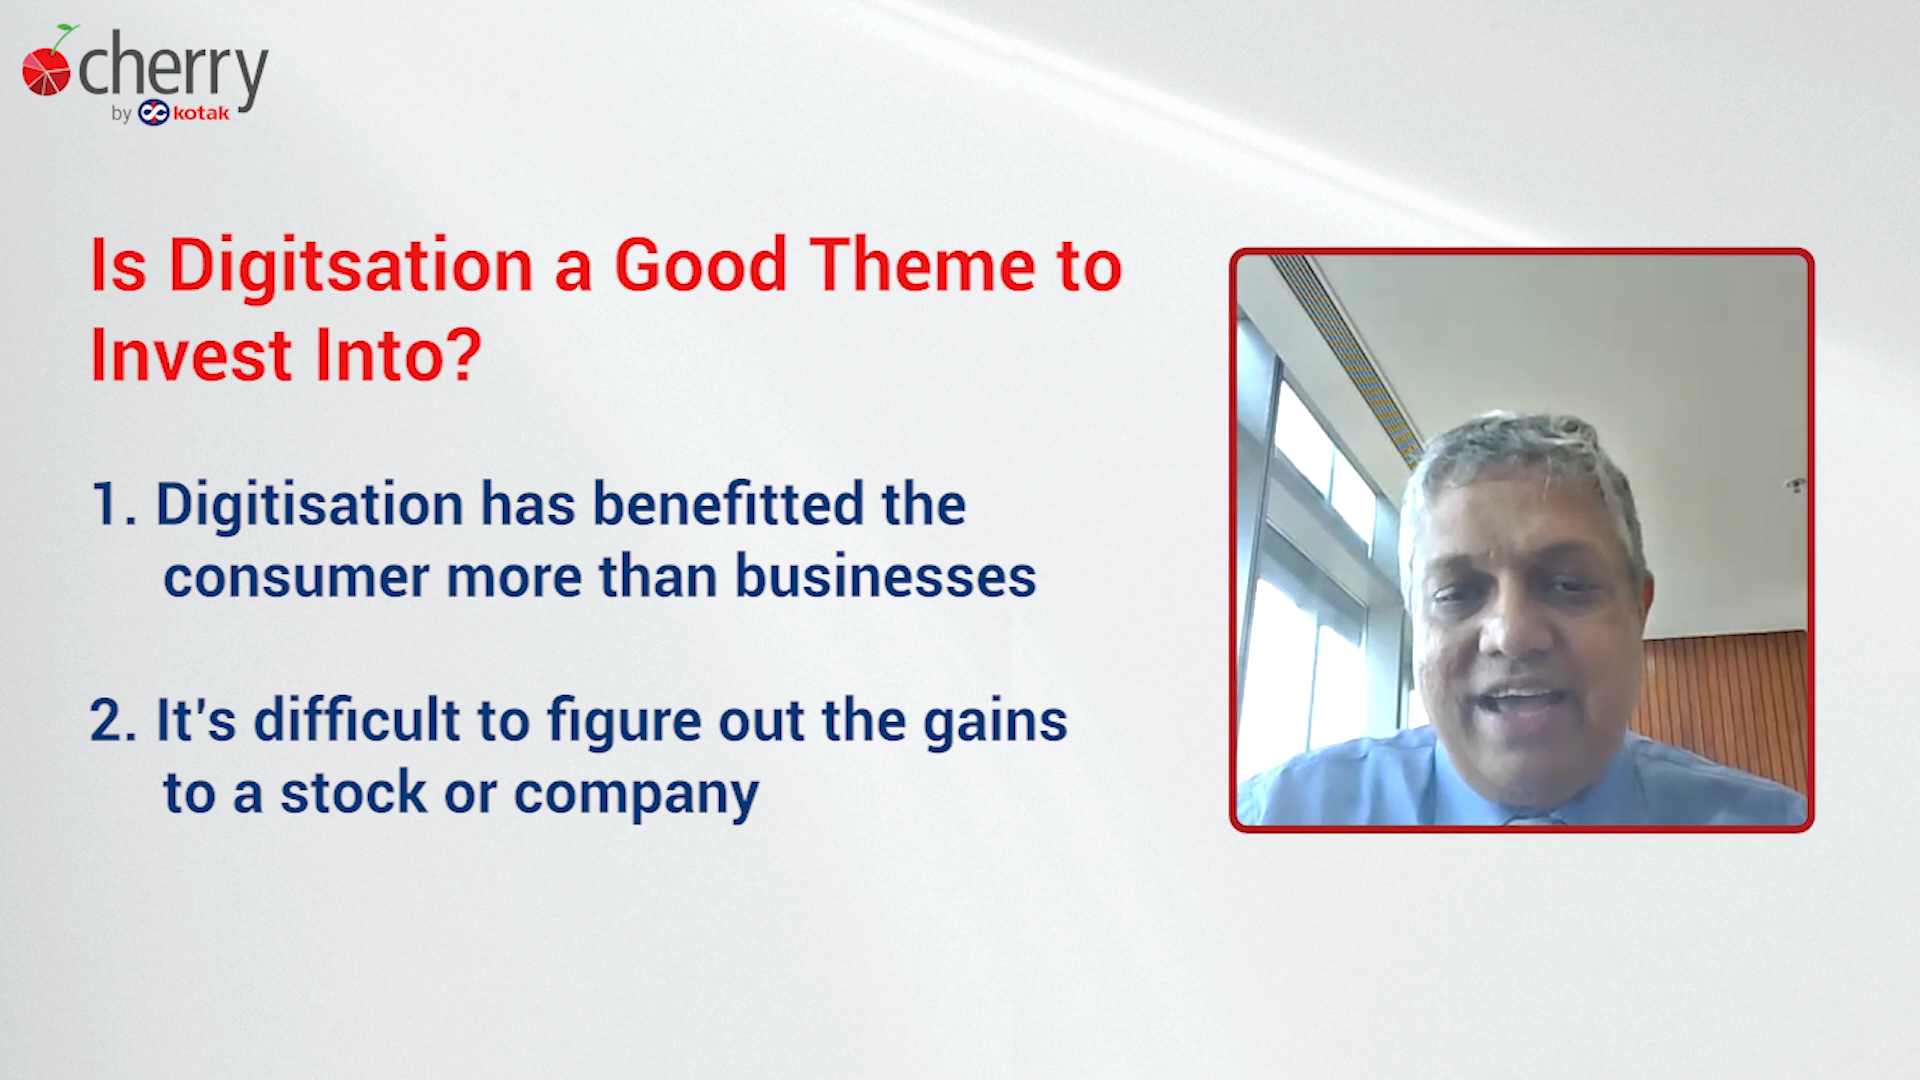 cherry
by kotak
Is Digitsation a Good Theme to
Invest Into?
1. Digitisation has benefitted the
consumer more than businesses
2. It's difficult to figure out the gains
to a stock or company